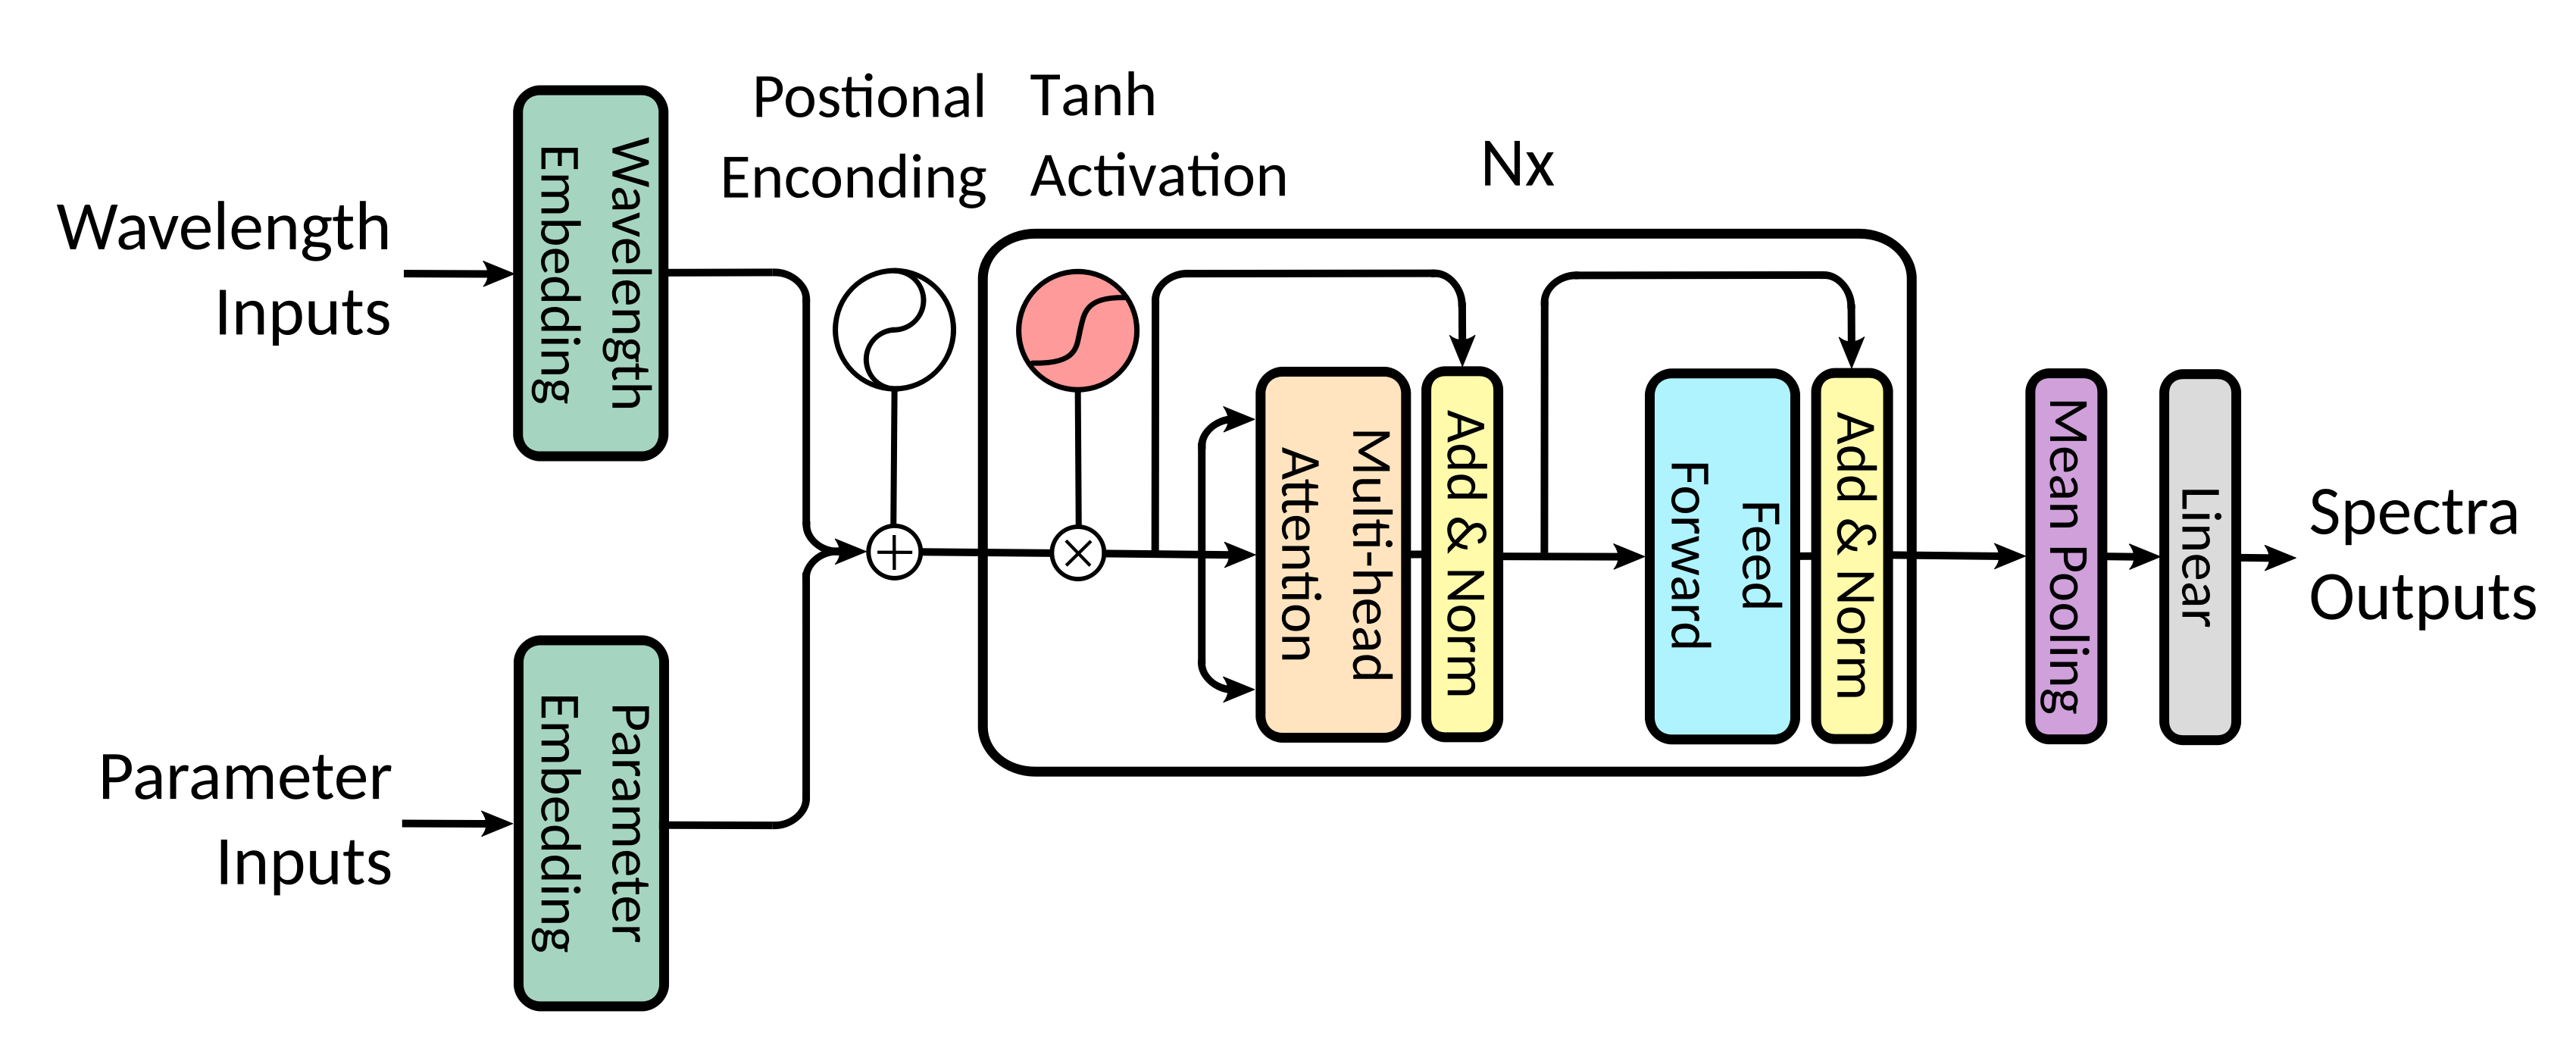 Wavelength
Inputs
Wavelength
Embedding
Parameter
Inputs
Parameter
Embedding
Postional
Enconding
Tanh
Activation
Nx
Multi-head
Attention
Add & Norm
Feed
Forward
Add & Norm
Mean Pooling
Linear
Spectra
Outputs